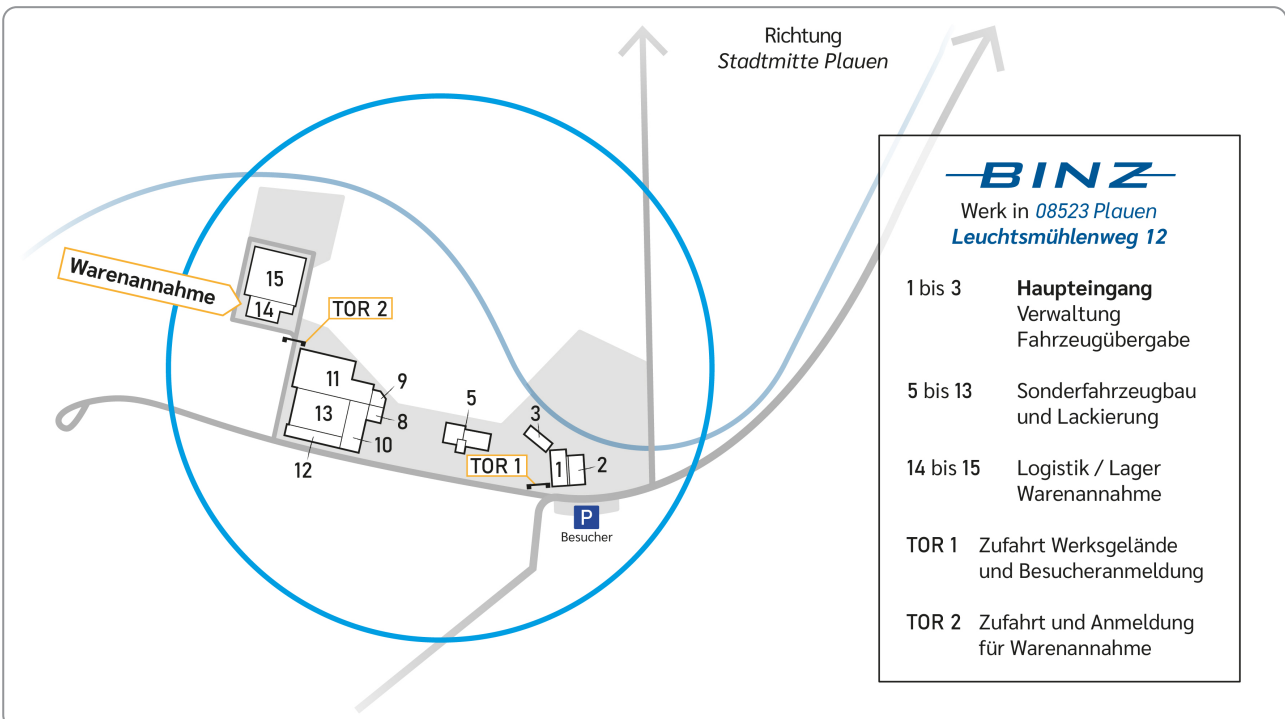 Richtung
Stadtmitte Plauen
Warenannahme
15
14
TOR 2
11
9
13
8
10
12
5
3
TOR 1
1
2
P
Besucher
BINZ
Werk in 08523 Plauen
Leuchtsmühlenweg 12
1 bis 3 Haupteingang
Verwaltung
Fahrzeugübergabe
5 bis 13 Sonderfahrzeugbau
und Lackierung
14 bis 15 Logistik / Lager
Warenannahme
TOR 1 Zufahrt Werksgelände
und Besucheranmeldung
TOR 2 Zufahrt und Anmeldung
für Warenannahme